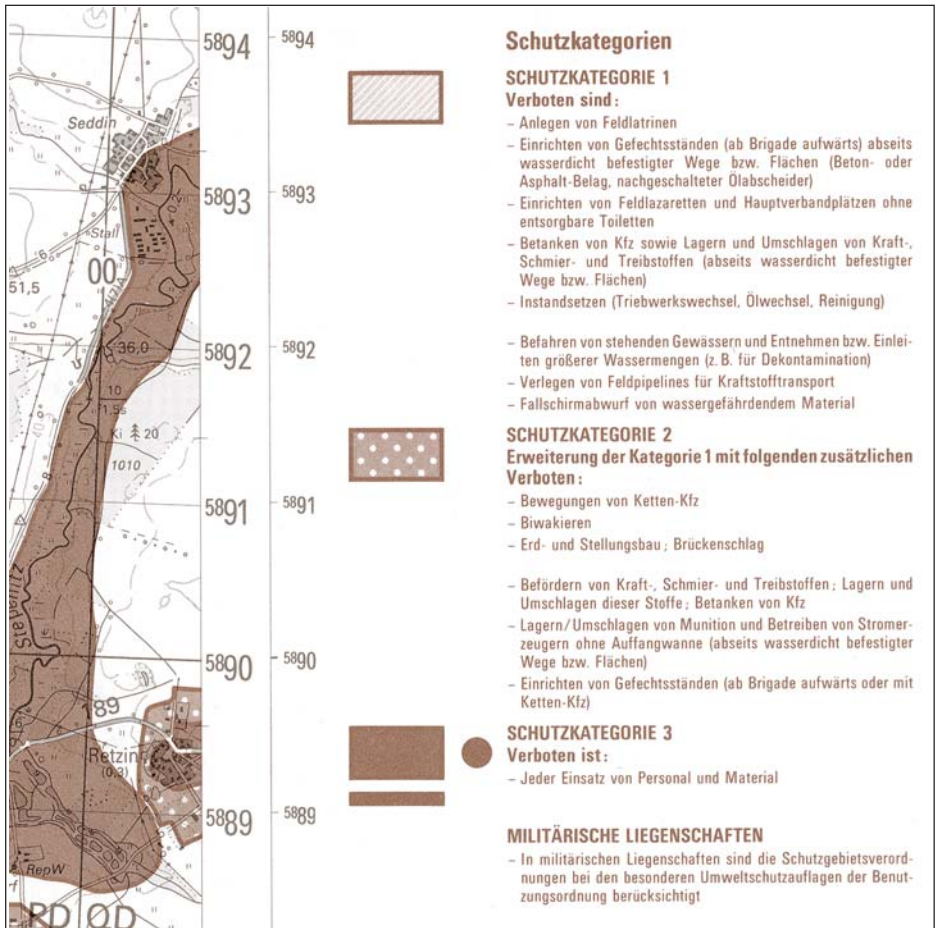 Seddin
Stall
00
51,5
36,0
10
1,5s
Ki 20
1010
40,5
Stepenitz
189
Retzin
(0,3)
RepW
PD QD
5894
5893
5892
5891
5890
5889
5894
5893
5892
5891
5890
5889
Schutzkategorien
SCHUTZKATEGORIE 1
Verboten sind:
– Anlegen von Feldlatrinen
– Einrichten von Gefechtsständen (ab Brigade aufwärts) abseits
wasserdicht befestigter Wege bzw. Flächen (Beton- oder
Asphalt-Belag, nachgeschalteter Ölabscheider)
– Einrichten von Feldlazaretten und Hauptverbandplätzen ohne
entsorgbare Toiletten
– Betanken von Kfz sowie Lagern und Umschlagen von Kraft-,
Schmier- und Treibstoffen (abseits wasserdicht befestigter
Wege bzw. Flächen)
– Instandsetzen (Triebwerkswechsel, Ölwechsel, Reinigung)
– Befahren von stehenden Gewässern und Entnehmen bzw. Einlei-
ten größerer Wassermengen (z. B. für Dekontamination)
– Verlegen von Feldpipelines für Kraftstofftransport
– Fallschirmabwurf von wassergefährdendem Material
SCHUTZKATEGORIE 2
Erweiterung der Kategorie 1 mit folgenden zusätzlichen
Verboten:
– Bewegungen von Ketten-Kfz
– Biwakieren
– Erd- und Stellungsbau; Brückenschlag
– Befördern von Kraft-, Schmier- und Treibstoffen; Lagern und
Umschlagen dieser Stoffe; Betanken von Kfz
– Lagern/Umschlagen von Munition und Betreiben von Stromer-
zeugern ohne Auffangwanne (abseits wasserdicht befestigter
Wege bzw. Flächen)
– Einrichten von Gefechtsständen (ab Brigade aufwärts oder mit
Ketten-Kfz)
SCHUTZKATEGORIE 3
Verboten ist:
– Jeder Einsatz von Personal und Material
MILITÄRISCHE LIEGENSCHAFTEN
– In militärischen Liegenschaften sind die Schutzgebietsverord-
nungen bei den besonderen Umweltschutzauflagen der Benut-
zungsordnung berücksichtigt